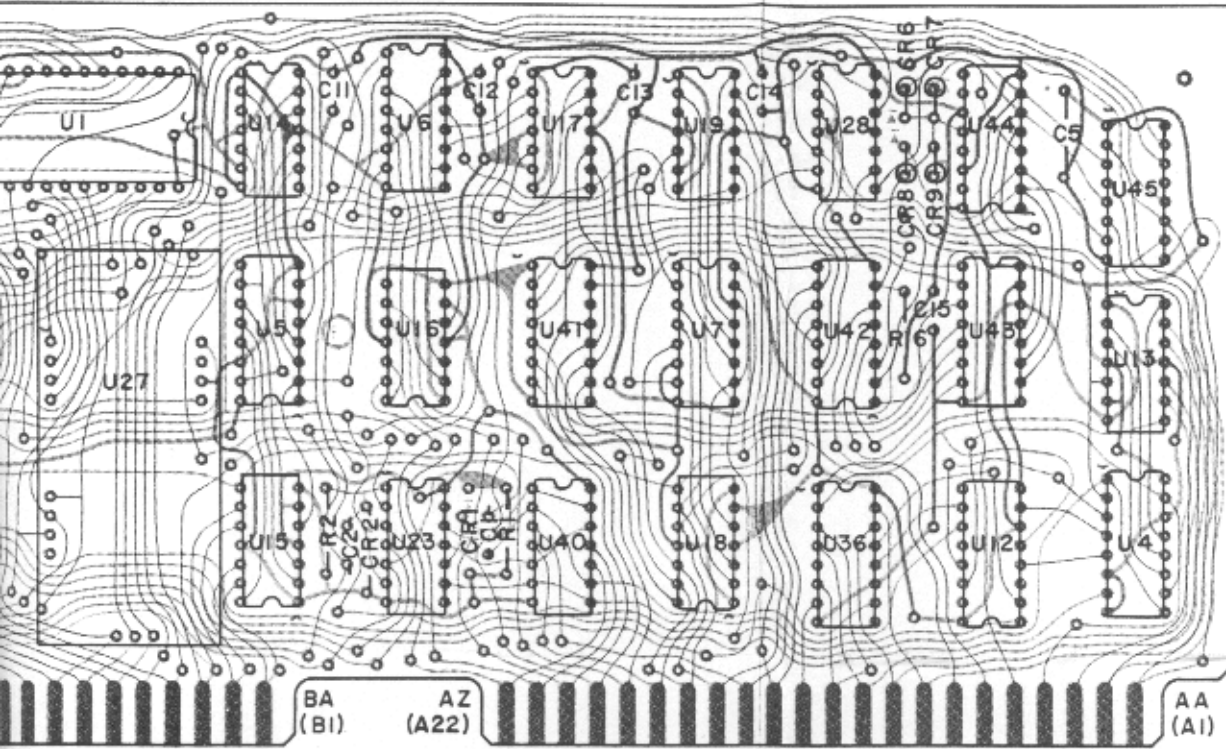 CR6 CR7
U1 U14 C11 U6 C12 U17 C13 U19 C14 U28 U44 C5 U45
CR8 CR9
U27 U5 U16 U41 U7 U42 R16 C15 U43 U13
U15 R2 C2 CR2 U23 CR1 C1 R1 U40 U18 U36 U12 U4
BA AZ AA
(B1) (A22) (A1)